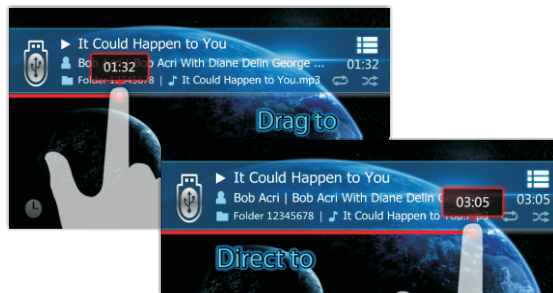 It Could Happen to You
Bob Acri With Diane Delin George ... 01:32
01:32
Folder 12345678 | It Could Happen to You.mp3
Drag to
It Could Happen to You
Bob Acri | Bob Acri With Diane Delin 03:05
03:05
Folder 12345678 | It Could Happen to You.mp3
Direct to